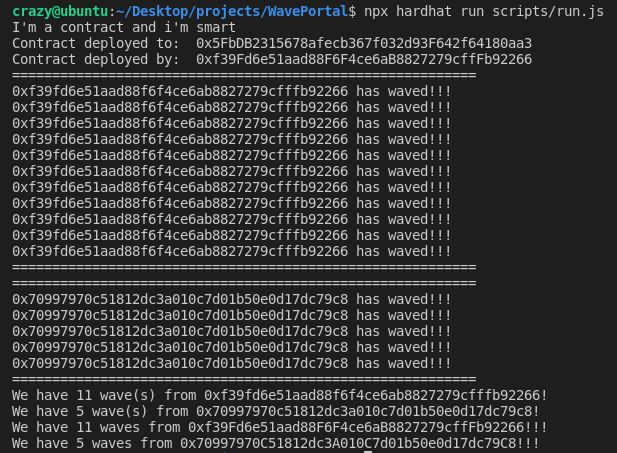 crazy@ubuntu:~/Desktop/projects/WavePortal$ npx hardhat run scripts/run.js
I'm a contract and i'm smart
Contract deployed to:  0x5FbDB2315678afecb367f032d93F642f64180aa3
Contract deployed by:  0xf39Fd6e51aad88F6F4ce6aB8827279cffFb92266
==========================================================
0xf39fd6e51aad88f6f4ce6ab8827279cfffb92266 has waved!!!
0xf39fd6e51aad88f6f4ce6ab8827279cfffb92266 has waved!!!
0xf39fd6e51aad88f6f4ce6ab8827279cfffb92266 has waved!!!
0xf39fd6e51aad88f6f4ce6ab8827279cfffb92266 has waved!!!
0xf39fd6e51aad88f6f4ce6ab8827279cfffb92266 has waved!!!
0xf39fd6e51aad88f6f4ce6ab8827279cfffb92266 has waved!!!
0xf39fd6e51aad88f6f4ce6ab8827279cfffb92266 has waved!!!
0xf39fd6e51aad88f6f4ce6ab8827279cfffb92266 has waved!!!
0xf39fd6e51aad88f6f4ce6ab8827279cfffb92266 has waved!!!
0xf39fd6e51aad88f6f4ce6ab8827279cfffb92266 has waved!!!
0xf39fd6e51aad88f6f4ce6ab8827279cfffb92266 has waved!!!
==========================================================
==========================================================
0x70997970c51812dc3a010c7d01b50e0d17dc79c8 has waved!!!
0x70997970c51812dc3a010c7d01b50e0d17dc79c8 has waved!!!
0x70997970c51812dc3a010c7d01b50e0d17dc79c8 has waved!!!
0x70997970c51812dc3a010c7d01b50e0d17dc79c8 has waved!!!
0x70997970c51812dc3a010c7d01b50e0d17dc79c8 has waved!!!
==========================================================
We have 11 wave(s) from 0xf39fd6e51aad88f6f4ce6ab8827279cfffb92266!
We have 5 wave(s) from 0x70997970c51812dc3a010c7d01b50e0d17dc79c8!
We have 11 waves from 0xf39Fd6e51aad88F6F4ce6aB8827279cffFb92266!!!
We have 5 waves from 0x70997970C51812dc3A010C7d01b50e0d17dc79C8!!!